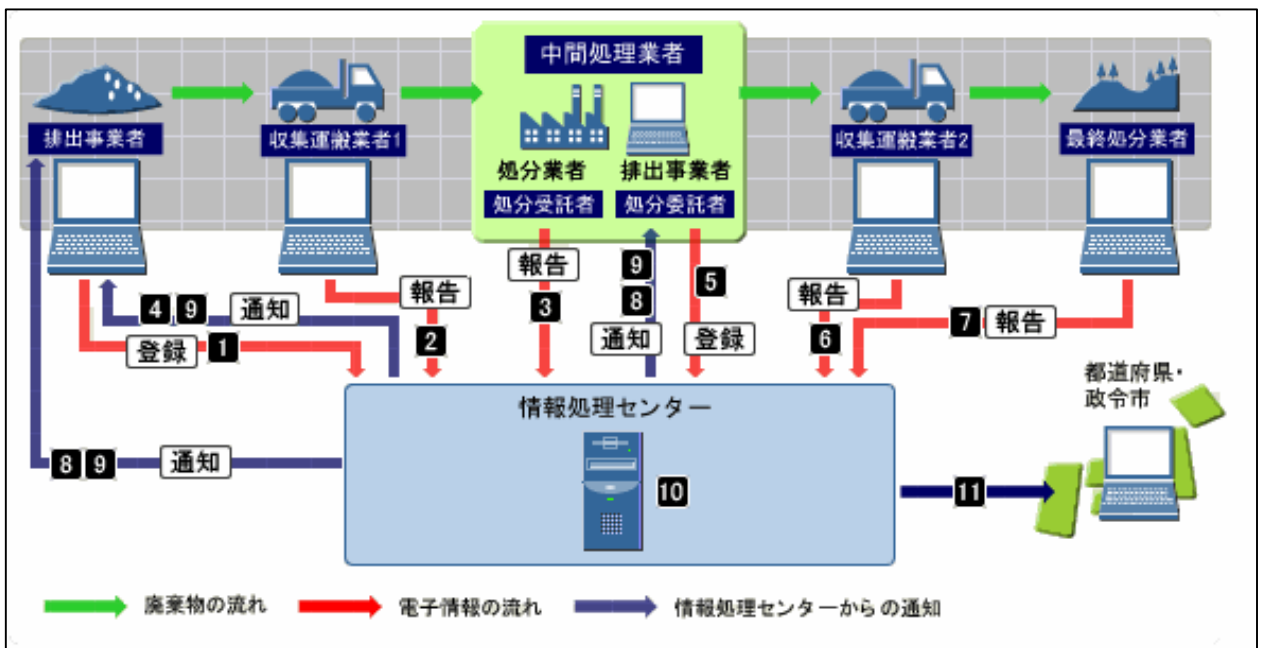 中間処理業者
排出事業者
収集運搬業者1
処分業者
排出事業者
処分受託者
処分委託者
収集運搬業者2
最終処分業者
4 9 通知
登録 1
報告
2
報告
3
9
8
通知
5
登録
報告
6
7 報告
都道府県・
政令市
情報処理センター
8 9 通知
10
11
廃棄物の流れ
電子情報の流れ
情報処理センターからの通知